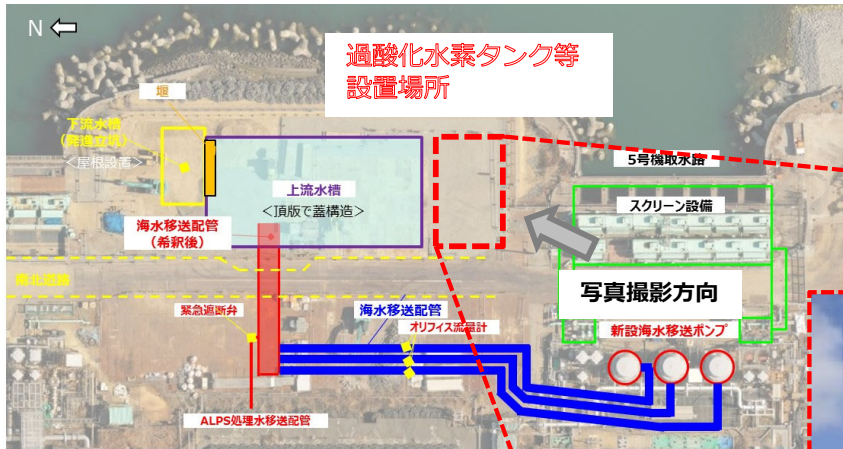 N
過酸化水素タンク等
設置場所
堰
下流水槽
(発進立坑)
<屋根設置>
5号機取水路
上流水槽
<頂版で蓋構造>
スクリーン設備
海水移送配管
(希釈後)
南北道路
写真撮影方向
緊急遮断弁
海水移送配管
オリフィス流量計
新設海水移送ポンプ
ALPS処理水移送配管